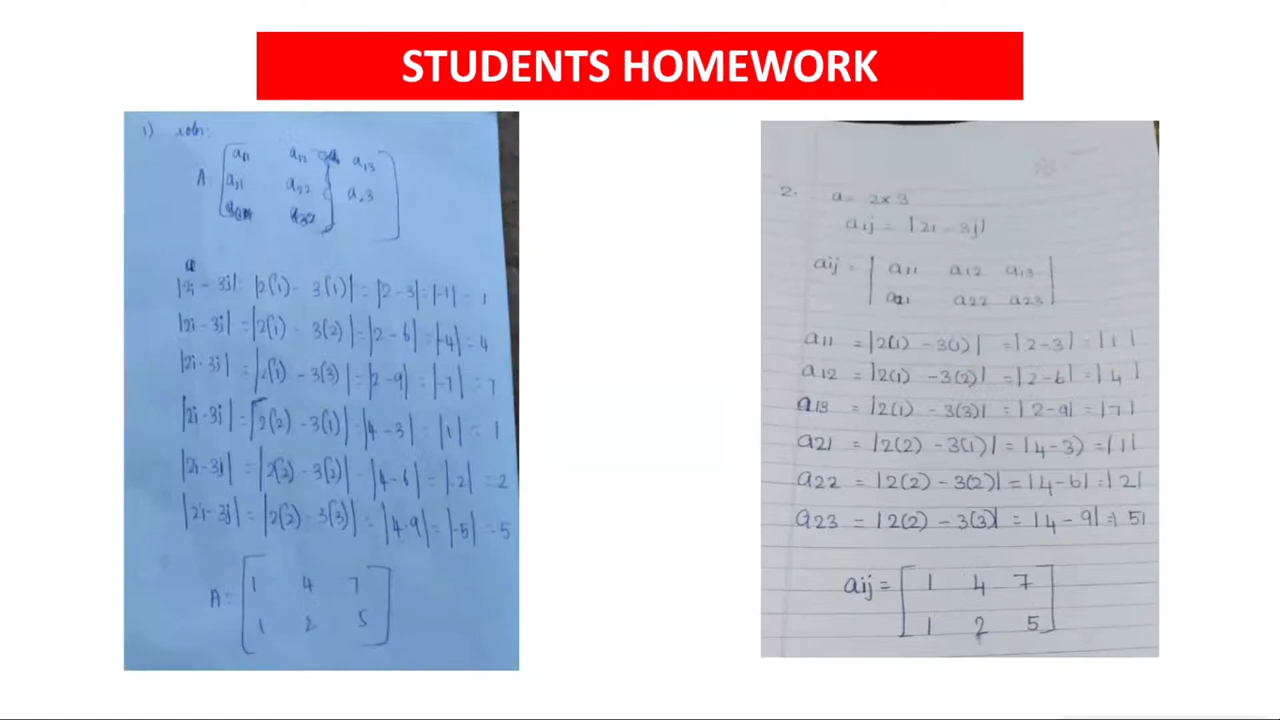 STUDENTS HOMEWORK
1) soln:
a11 a12 a13
A a21 a22 a23
|2i - 3j| = |2(1) - 3(1)| = |2 - 3| = |-1| = 1
|2i - 3j| = |2(1) - 3(2)| = |2 - 6| = |-4| = 4
|2i - 3j| = |2(1) - 3(3)| = |2 - 9| = |-7| = 7
|2i - 3j| = |2(2) - 3(1)| = |4 - 3| = |1| = 1
|2i - 3j| = |2(2) - 3(2)| = |4 - 6| = |-2| = 2
|2i - 3j| = |2(2) - 3(3)| = |4 - 9| = |-5| = 5
A = [ 1 4 7
1 2 5 ]
2. a = 2 x 3
aij = |2i - 3j|
aij = | a11 a12 a13 |
| a21 a22 a23 |
a11 = |2(1) - 3(1)| = |2 - 3| = |1|
a12 = |2(1) - 3(2)| = |2 - 6| = |4|
a13 = |2(1) - 3(3)| = |2 - 9| = |7|
a21 = |2(2) - 3(1)| = |4 - 3) = |1|
a22 = |2(2) - 3(2)| = |4 - 6| = |2|
a23 = |2(2) - 3(3)| = |4 - 9| = |5|
aij = [ 1 4 7
1 2 5 ]